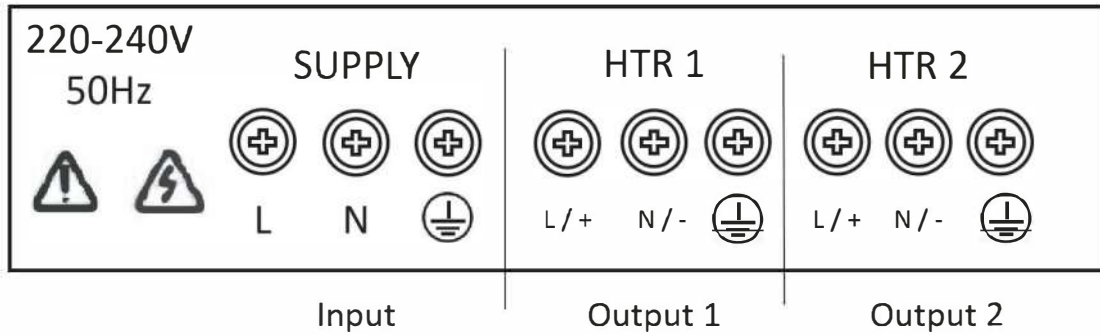 220-240V
50Hz
SUPPLY
HTR 1
HTR 2
L N
L / + N / -
L / + N / -
Input
Output 1
Output 2